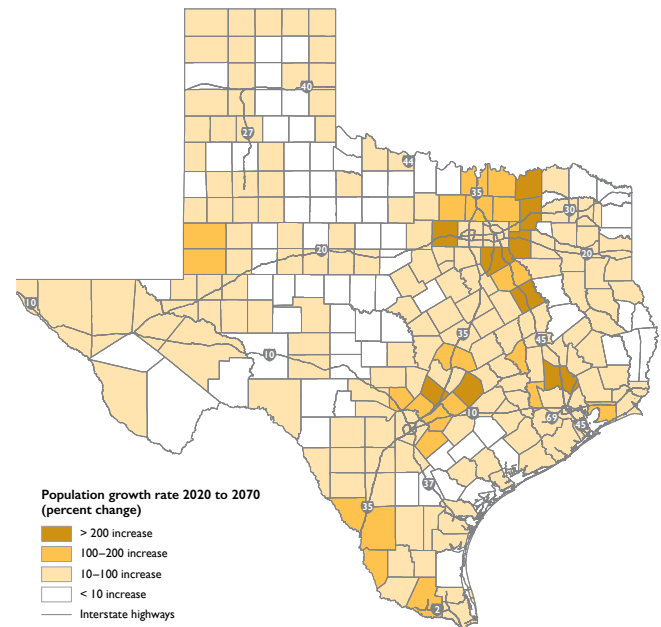 40
27
44
35
30
20
20
10
35
45
10
10
69
45
37
35
2
Population growth rate 2020 to 2070
(percent change)
> 200 increase
100–200 increase
10–100 increase
< 10 increase
Interstate highways